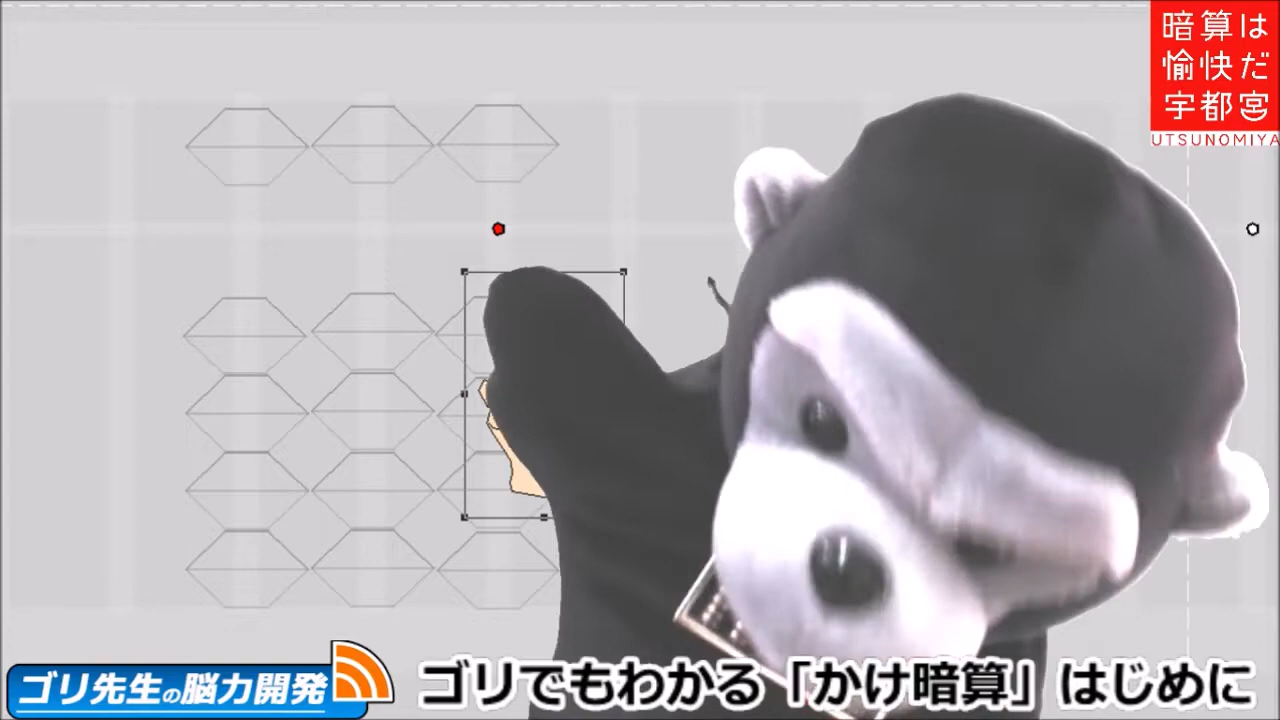 暗算は
愉快だ
宇都宮
UTSUNOMIYA
ゴリ先生の脳力開発
ゴリでもわかる「かけ暗算」はじめに